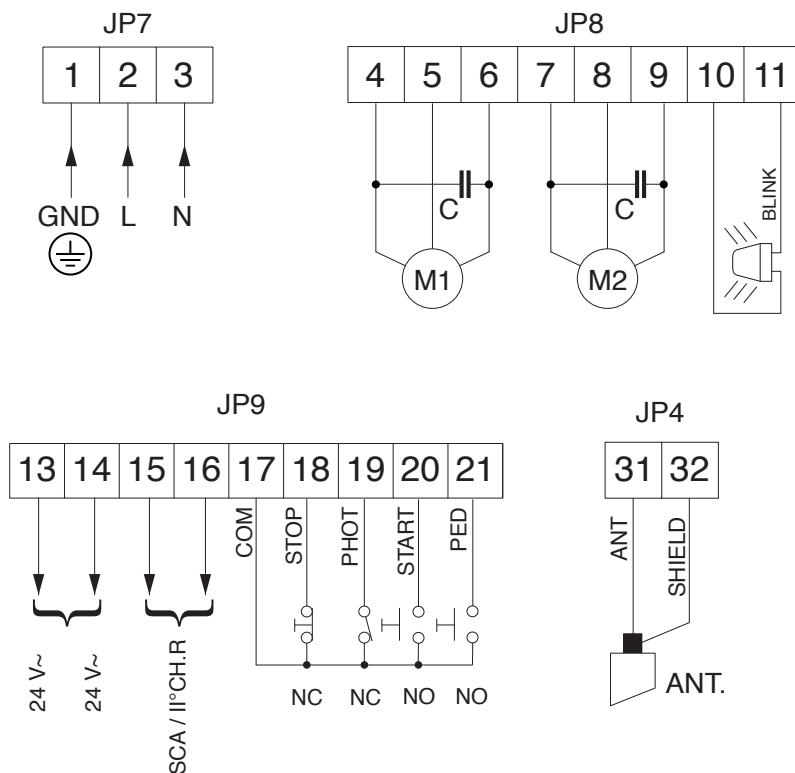 JP7
JP8
1 2 3
4 5 6 7 8 9 10 11
GND L N
C
C
BLINK
M1
M2
JP9
JP4
13 14 15 16 17 18 19 20 21
31 32
COM
STOP
PHOT
START
PED
ANT
SHIELD
24 V~
24 V~
SCA / II°CH.R
NC NC NO NO
ANT.